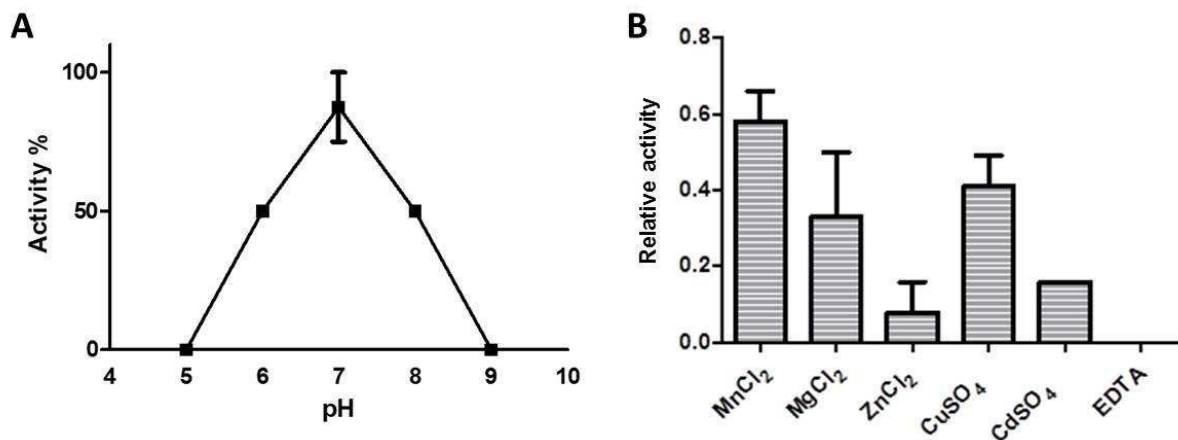 A
Activity %
100
50
0
4 5 6 7 8 9 10
pH
B
Relative activity
0.8
0.6
0.4
0.2
0.0
MnCl₂
MgCl₂
ZnCl₂
CuSO₄
CdSO₄
EDTA